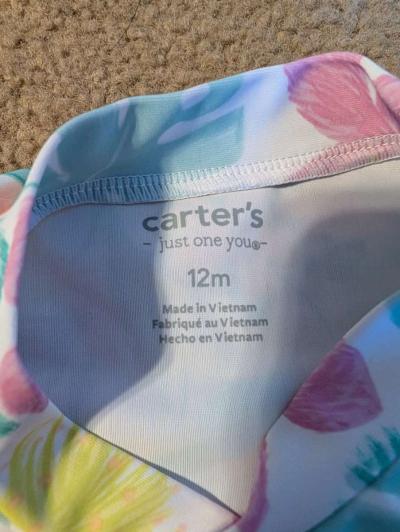 carter's
- just one you®-
12m
Made in Vietnam
Fabriqué au Vietnam
Hecho en Vietnam